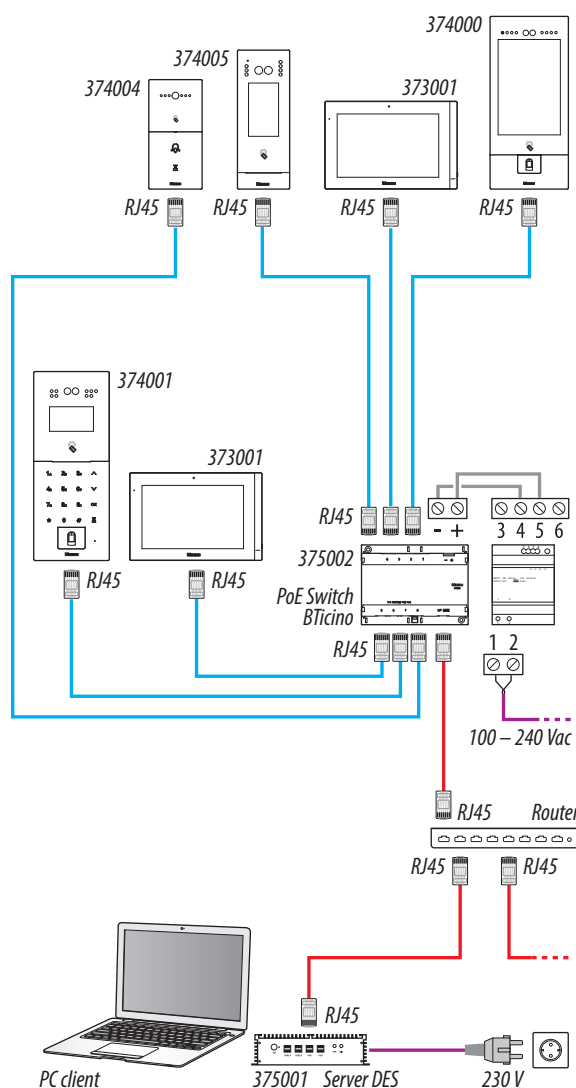 374000
374005
374004
373001
RJ45
RJ45
RJ45
RJ45
374001
373001
RJ45
- +
3 4 5 6
375002
PoE Switch
BTicino
RJ45
RJ45
RJ45
1 2
100 – 240 Vac
RJ45
Router
RJ45
RJ45
RJ45
PC client
375001
Server DES
230 V